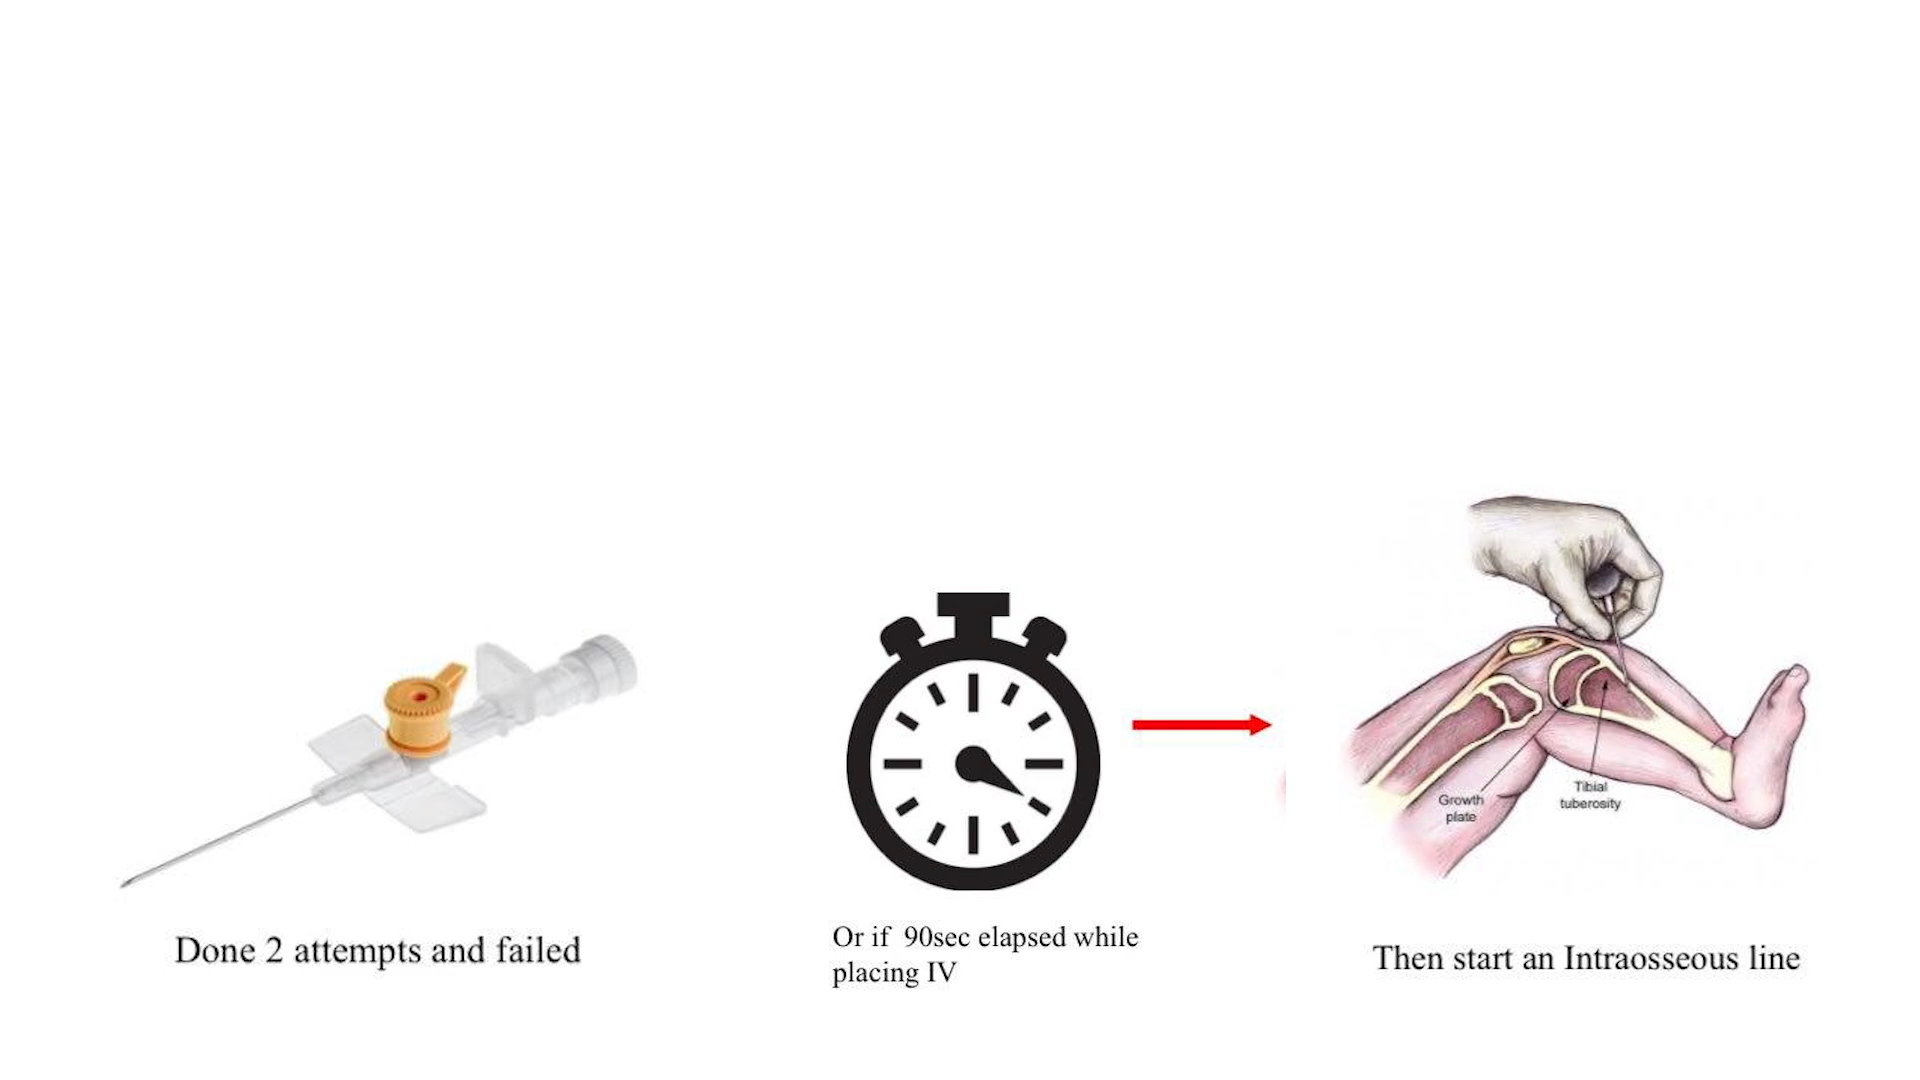 Growth
plate
Tibial
tuberosity
Done 2 attempts and failed
Or if  90sec elapsed while
placing IV
Then start an Intraosseous line